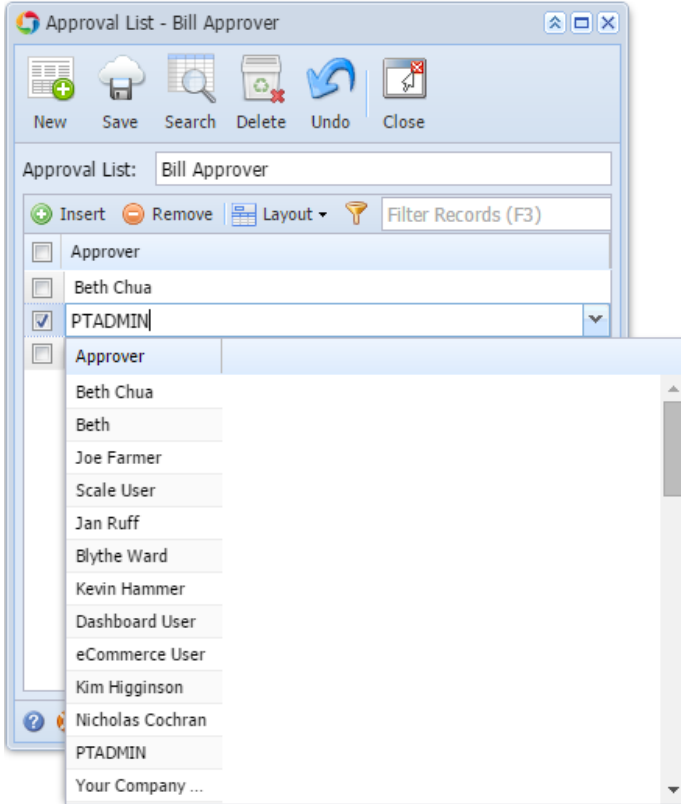 Approval List - Bill Approver
New Save Search Delete Undo Close
Approval List: Bill Approver
Insert Remove Layout Filter Records (F3)
Approver
Beth Chua
PTADMIN
Approver
Beth Chua
Beth
Joe Farmer
Scale User
Jan Ruff
Blythe Ward
Kevin Hammer
Dashboard User
eCommerce User
Kim Higginson
Nicholas Cochran
PTADMIN
Your Company ...